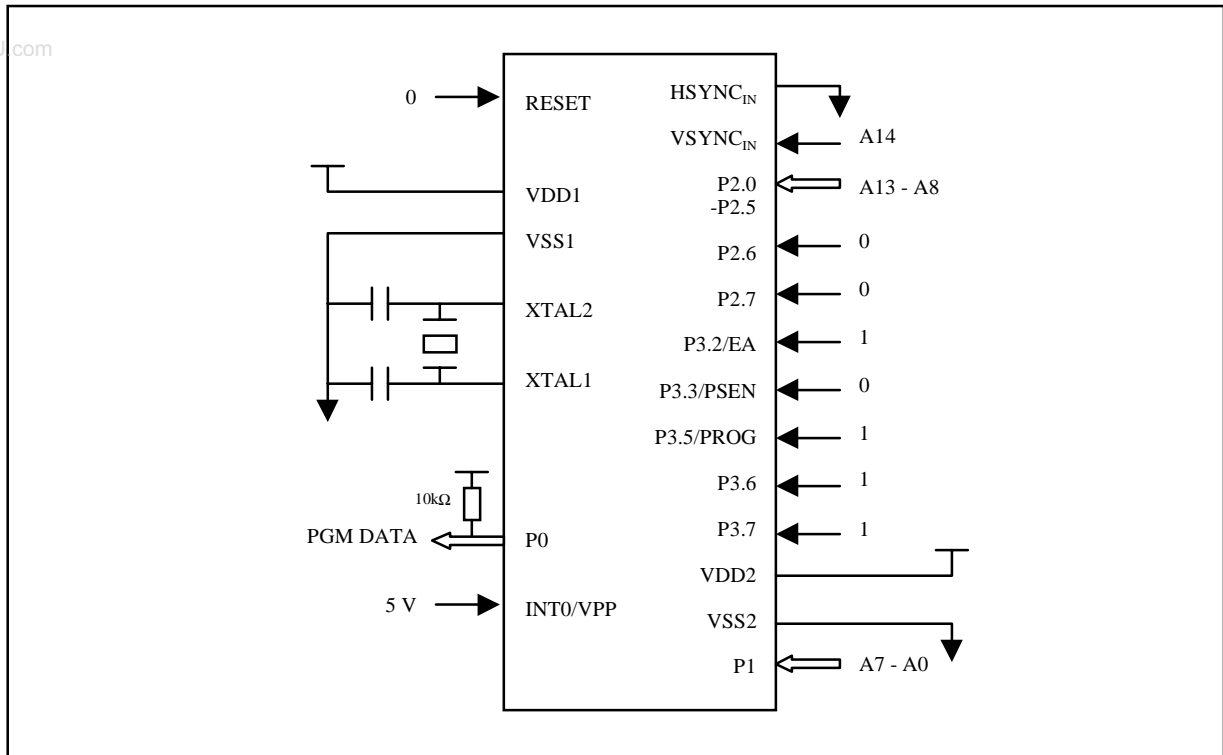 J.com
0
RESET
VDD1
VSS1
XTAL2
XTAL1
10kΩ
PGM DATA
P0
5 V
INT0/VPP
HSYNCIN
VSYNCIN
A14
P2.0
-P2.5
A13 - A8
P2.6
0
P2.7
0
P3.2/EA
1
P3.3/PSEN
0
P3.5/PROG
1
P3.6
1
P3.7
1
VDD2
VSS2
P1
A7 - A0